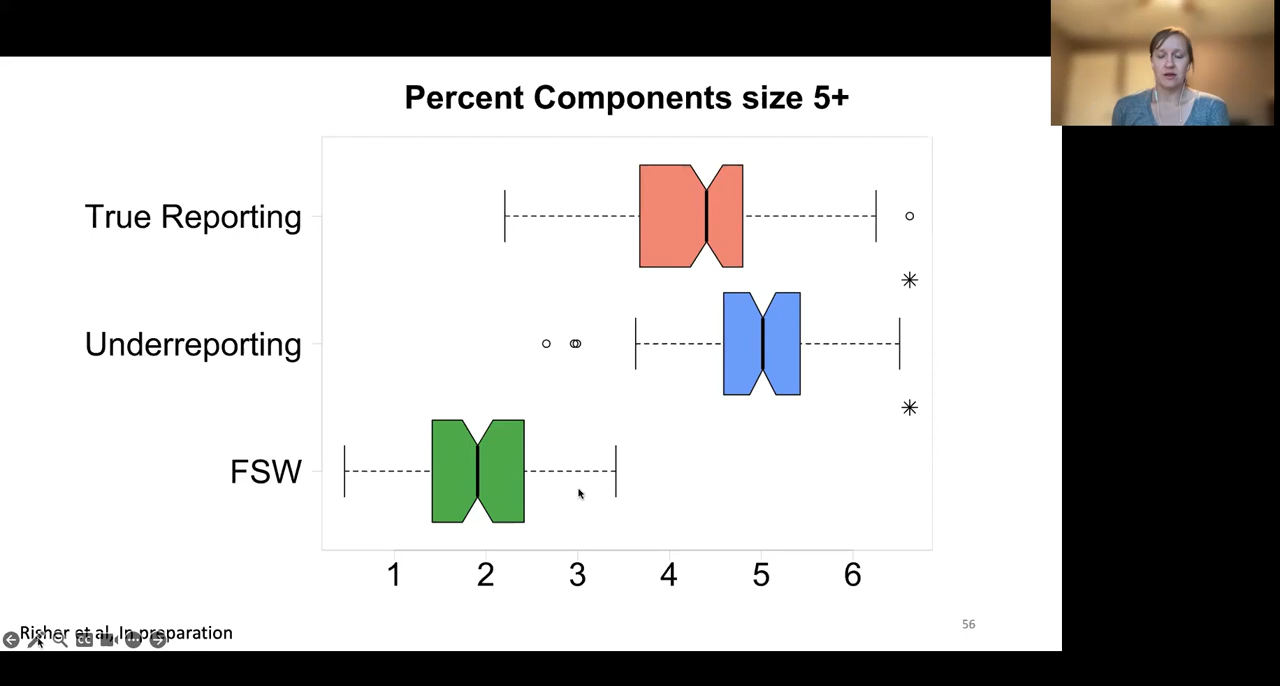 Percent Components size 5+
True Reporting
Underreporting
FSW
1 2 3 4 5 6
Risher et al, In preparation
56
CC